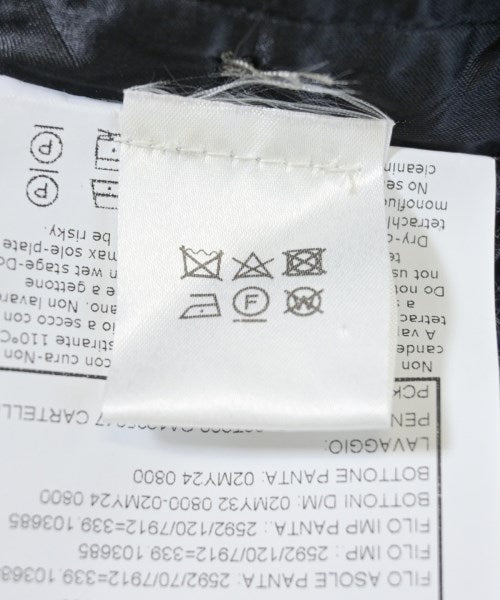 FILO ASOLE PANTA: 2592/70/7912=339.10368
FILO IMP : 2592/120/7912=339.103685
FILO IMP PANTA.: 2592/120/7912=339.103685
BOTTONI D/M: 02MY32 0800-02MY24 0800
BOTTONE PANTA: 02MY24 0800
LAVAGGIO:
PEN CARTELLI
PCK
Non con cura-Non
cande stirante 110°C
A va o a secco con
tetrac ano. Non lavare
a s a gettone
Do not n wet stage-Do
not us max sole-plate
te be risky.
Dry-c
tetrachl
monofluo
No se
cleanin
P
P
F
W